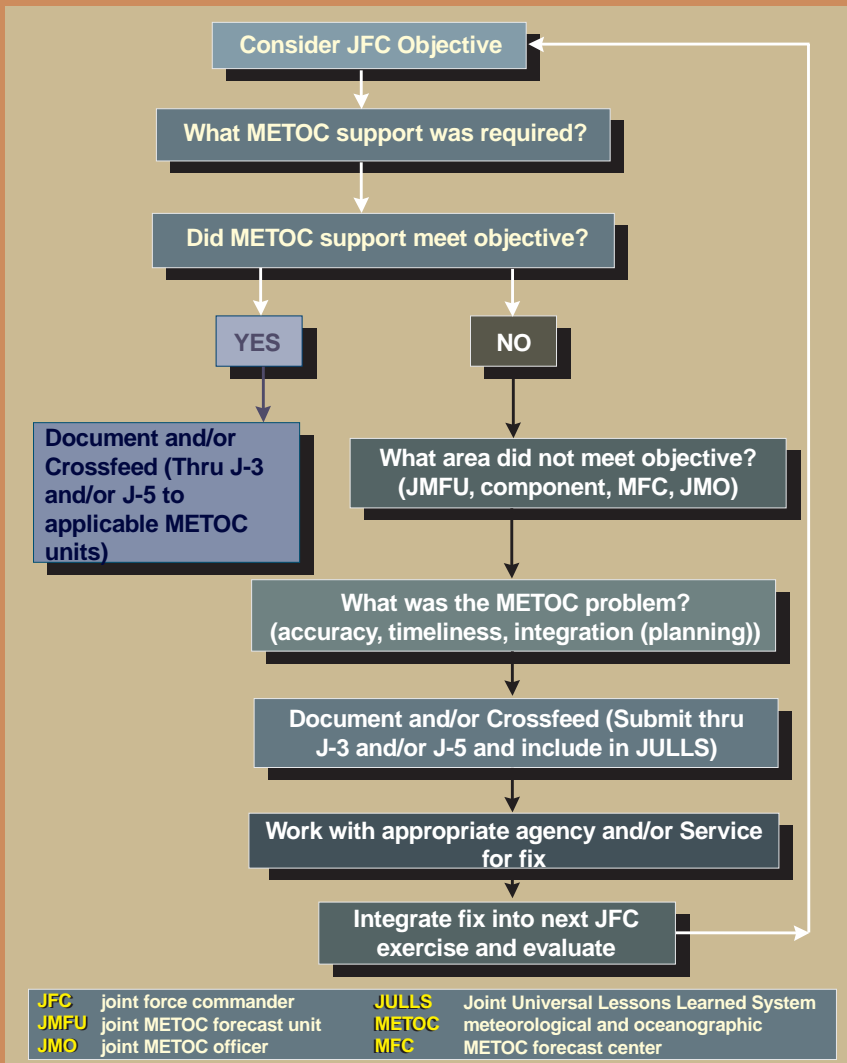 Consider JFC Objective
What METOC support was required?
Did METOC support meet objective?
YES
NO
Document and/or
Crossfeed (Thru J-3
and/or J-5 to
applicable METOC
units)
What area did not meet objective?
(JMFU, component, MFC, JMO)
What was the METOC problem?
(accuracy, timeliness, integration (planning))
Document and/or Crossfeed (Submit thru
J-3 and/or J-5 and include in JULLS)
Work with appropriate agency and/or Service
for fix
Integrate fix into next JFC
exercise and evaluate
JFC joint force commander
JMFU joint METOC forecast unit
JMO joint METOC officer
JULLS Joint Universal Lessons Learned System
METOC meteorological and oceanographic
MFC METOC forecast center